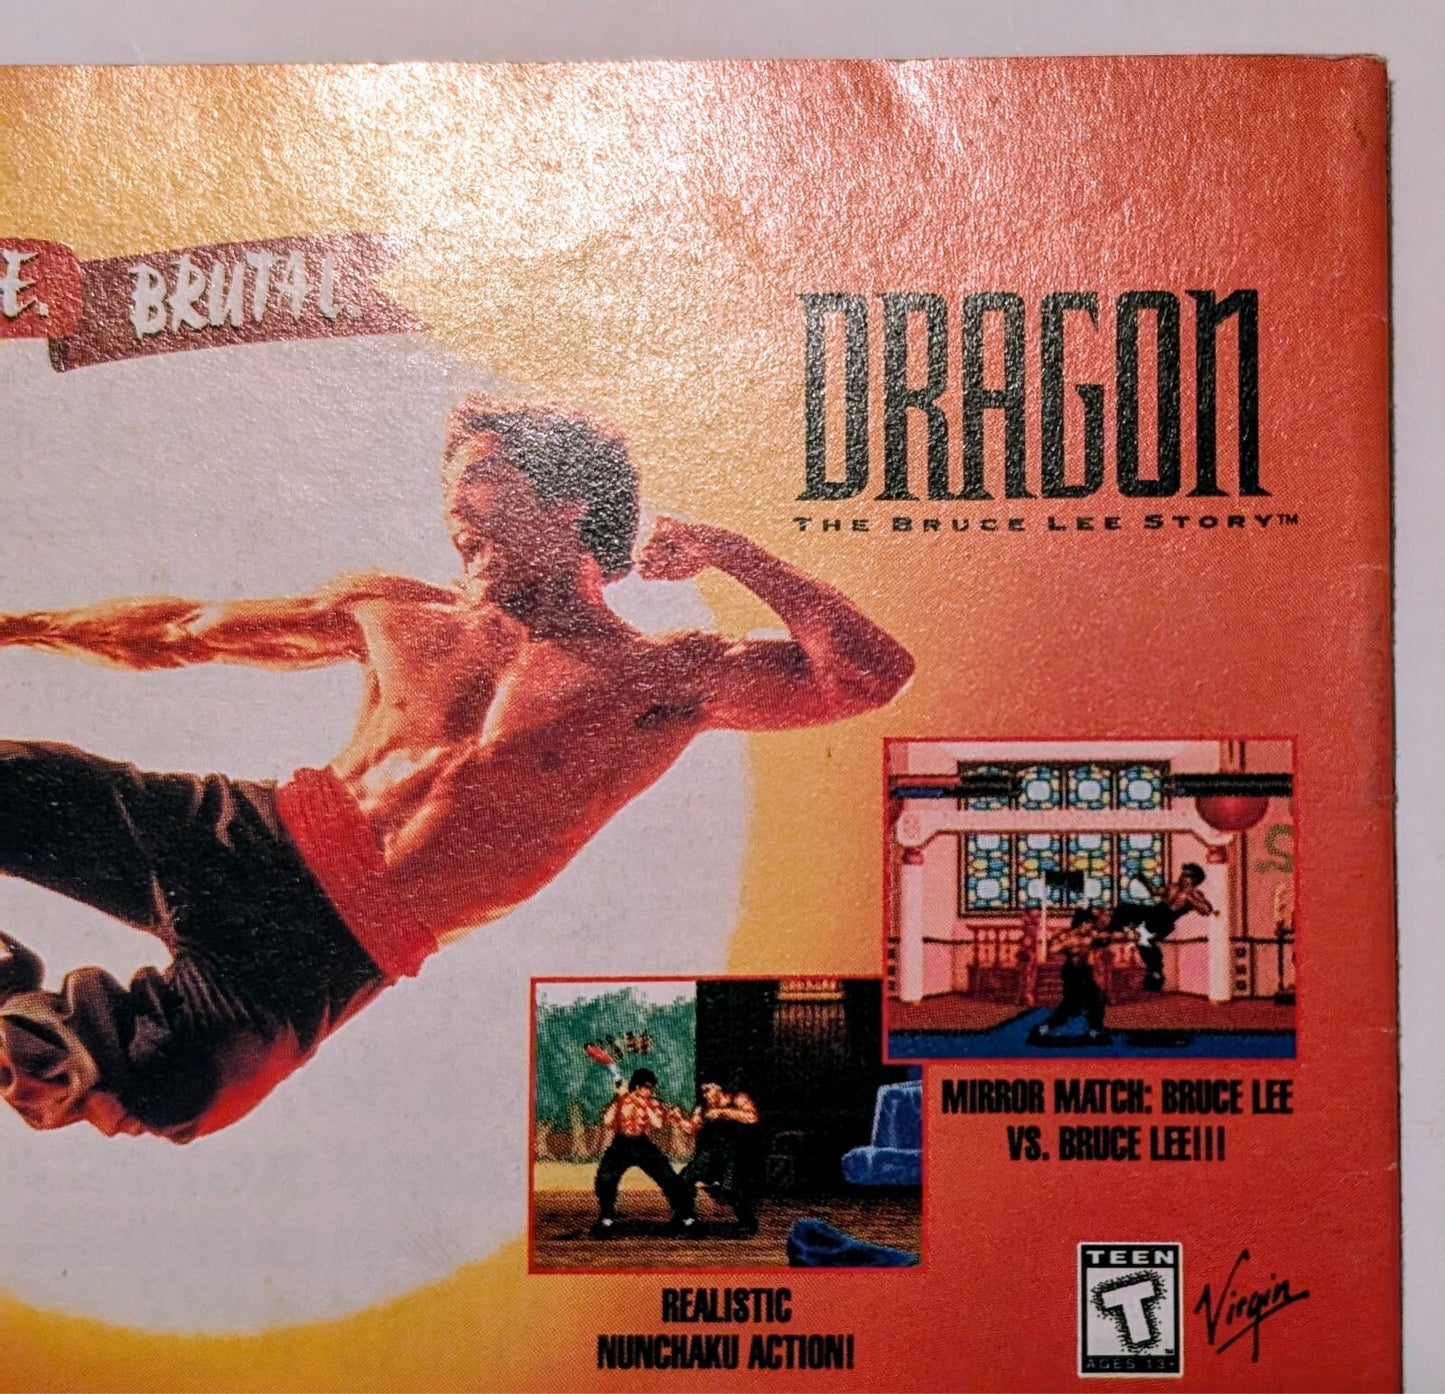 E. BRUTAL.
DRAGON
THE BRUCE LEE STORY™
MIRROR MATCH: BRUCE LEE
VS. BRUCE LEE!!!
REALISTIC
NUNCHAKU ACTION!
TEEN
T
AGES 13+
Virgin